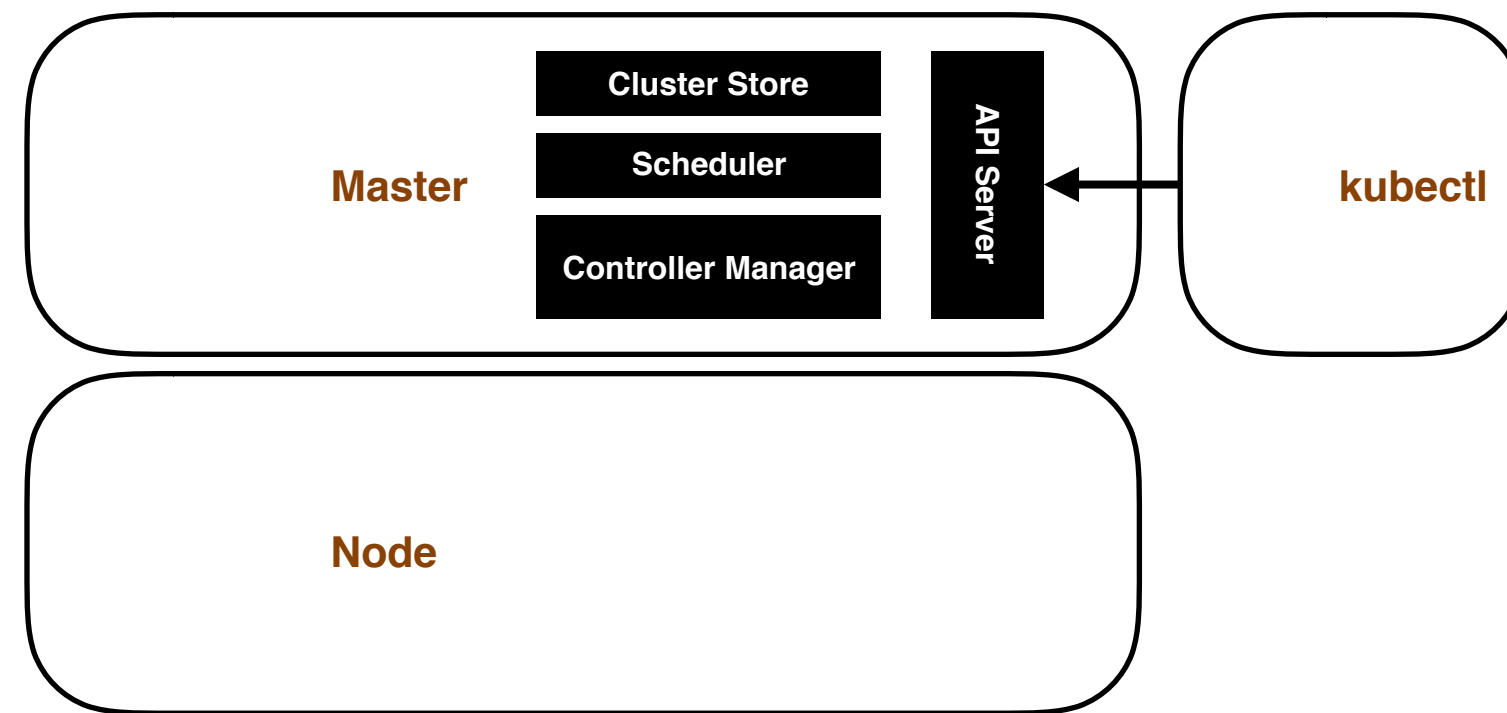 Cluster Store
Scheduler
Master
Controller Manager
API Server
kubectl
Node